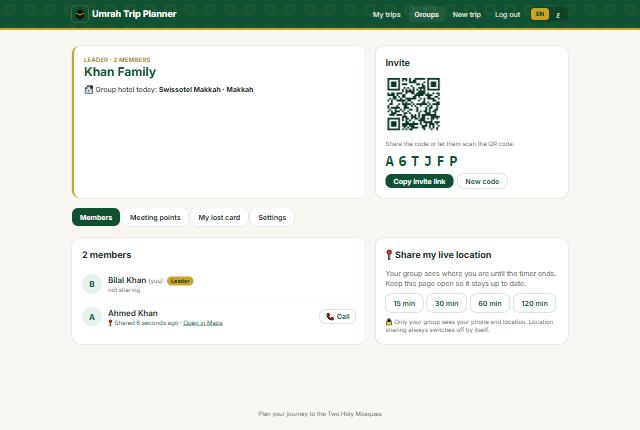 Umrah Trip Planner
My trips
Groups
New trip
Log out
EN
LEADER · 2 MEMBERS
Khan Family
Group hotel today: Swissotel Makkah · Makkah
Invite
Share the code or let them scan the QR code.
A6TJFP
Copy invite link
New code
Members
Meeting points
My lost card
Settings
2 members
B
Bilal Khan (you) Leader
not sharing
A
Ahmed Khan
Shared 6 seconds ago · Open in Maps
Call
Share my live location
Your group sees where you are until the timer ends.
Keep this page open so it stays up to date.
15 min
30 min
60 min
120 min
Only your group sees your phone and location. Location
sharing always switches off by itself.
Plan your journey to the Two Holy Mosques